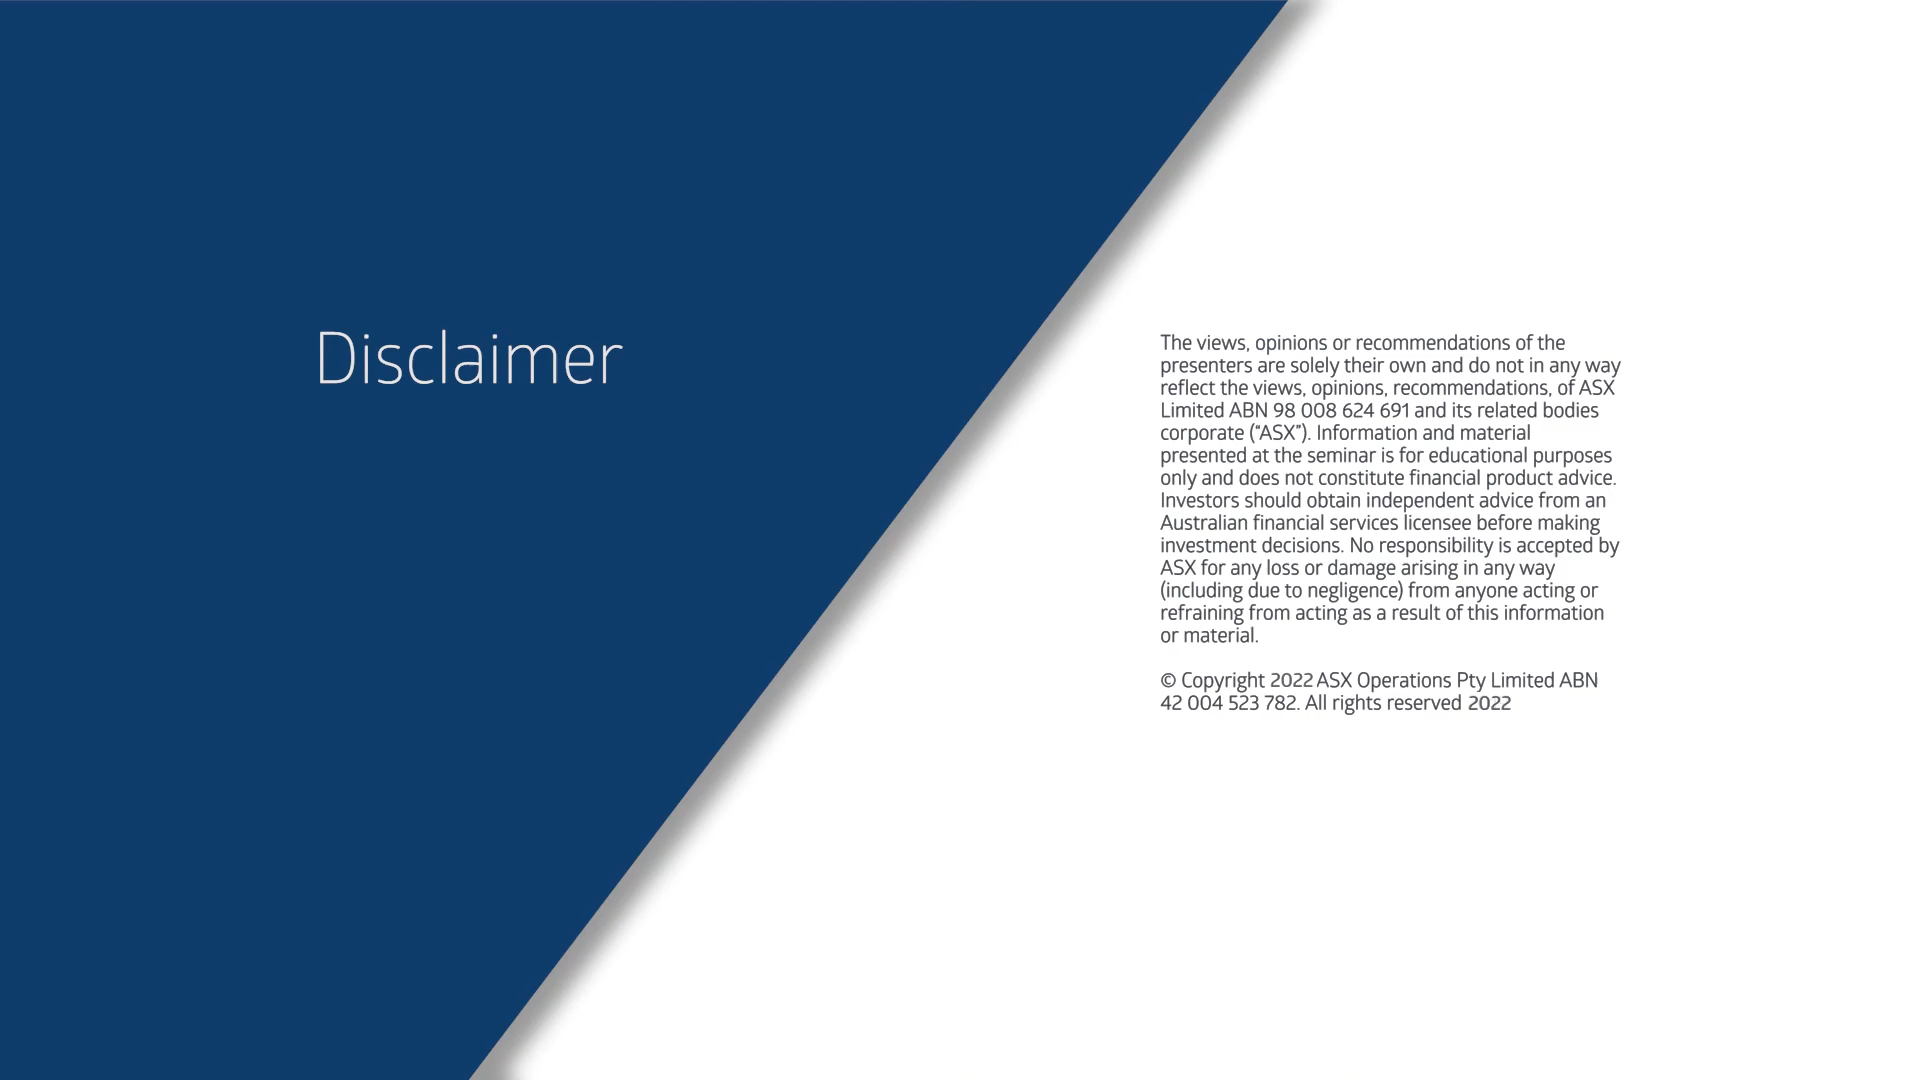 Disclaimer
The views, opinions or recommendations of the
presenters are solely their own and do not in any way
reflect the views, opinions, recommendations, of ASX
Limited ABN 98 008 624 691 and its related bodies
corporate (“ASX”). Information and material
presented at the seminar is for educational purposes
only and does not constitute financial product advice.
Investors should obtain independent advice from an
Australian financial services licensee before making
investment decisions. No responsibility is accepted by
ASX for any loss or damage arising in any way
(including due to negligence) from anyone acting or
refraining from acting as a result of this information
or material.
© Copyright 2022 ASX Operations Pty Limited ABN
42 004 523 782. All rights reserved 2022